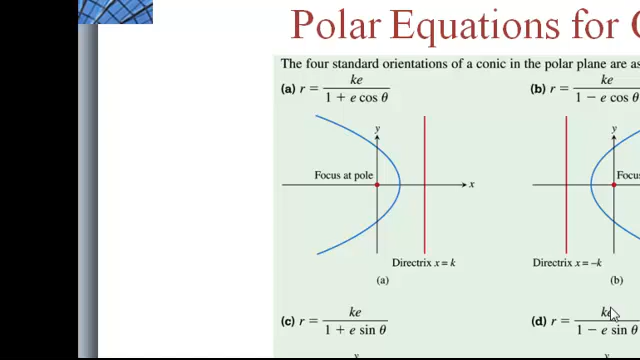 Polar Equations for
The four standard orientations of a conic in the polar plane are as
(a) r = ke / 1 + e cos θ
(b) r = ke / 1 − e cos θ
y
Focus at pole
x
Directrix x = k
(a)
y
Focus
Directrix x = −k
(b)
(c) r = ke / 1 + e sin θ
(d) r = ke / 1 − e sin θ